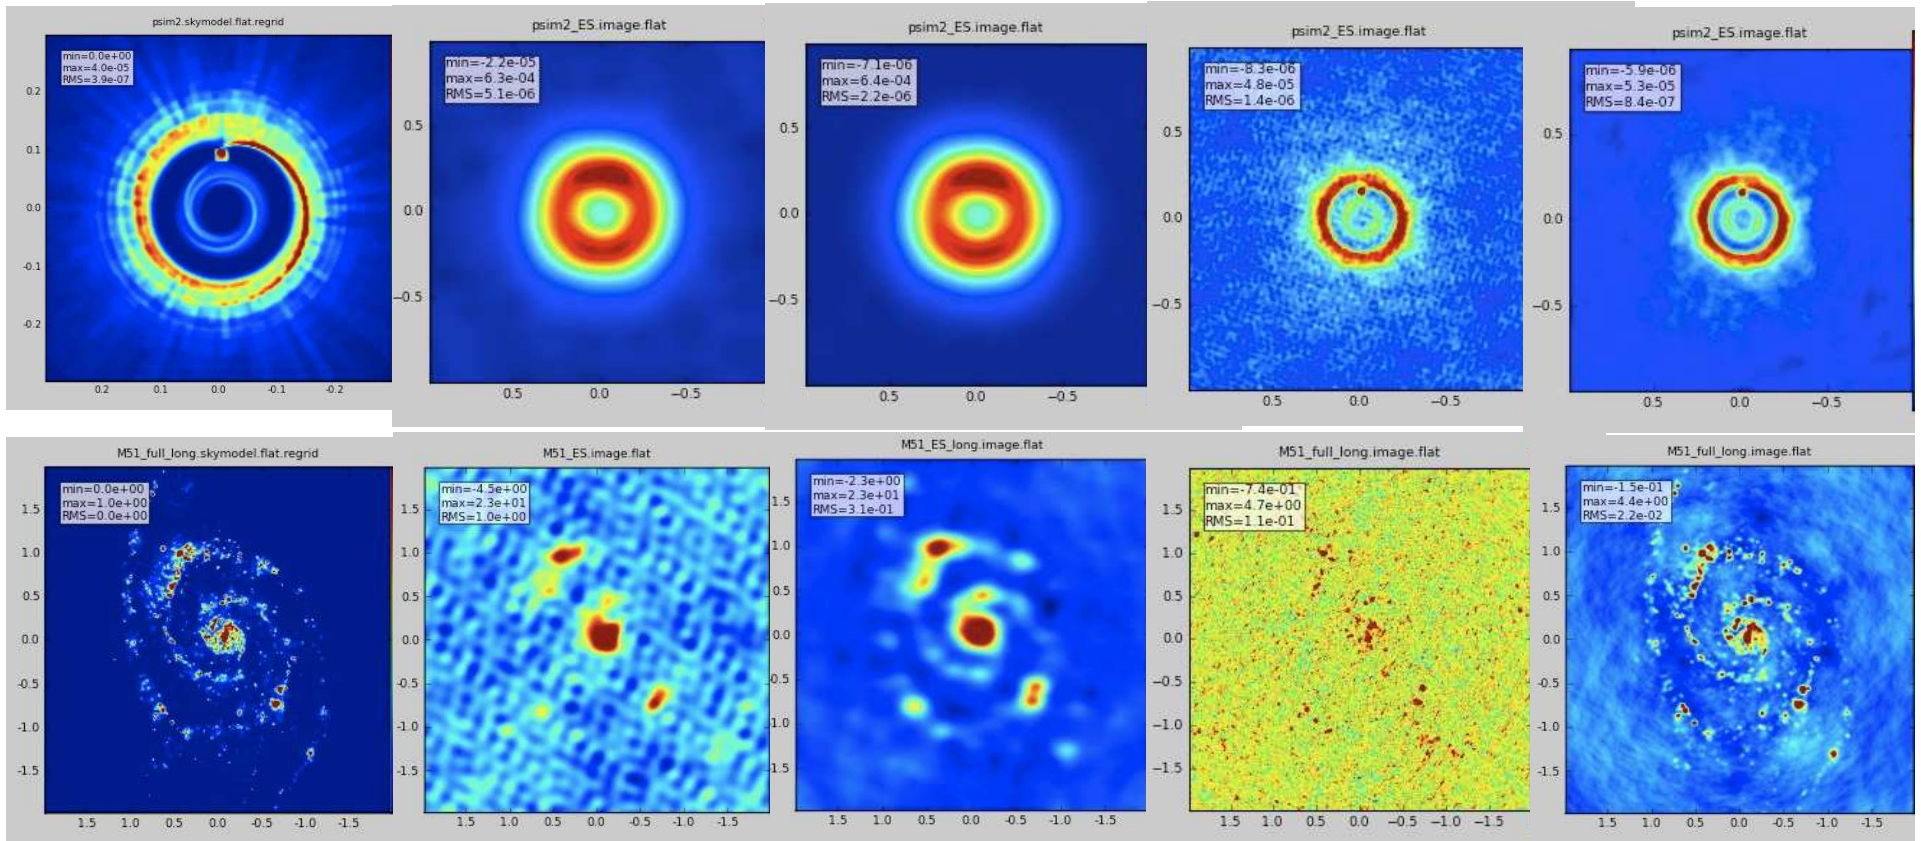 psim2.skymodel.flat.regrid
min=0.0e+00
max=4.0e-05
RMS=3.9e-07
0.2
0.1
0.0
-0.1
-0.2
0.2 0.1 0.0 -0.1 -0.2
psim2_ES.image.flat
min=-2.2e-05
max=6.3e-04
RMS=5.1e-06
0.5
0.0
−0.5
0.5 0.0 −0.5
psim2_ES.image.flat
min=-7.1e-06
max=6.4e-04
RMS=2.2e-06
0.5
0.0
−0.5
0.5 0.0 −0.5
psim2_ES.image.flat
min=-8.3e-06
max=4.8e-05
RMS=1.4e-06
0.5
0.0
−0.5
0.5 0.0 −0.5
psim2_ES.image.flat
min=-5.9e-06
max=5.3e-05
RMS=8.4e-07
0.5
0.0
−0.5
0.5 0.0 −0.5
M51_full_long.skymodel.flat.regrid
min=0.0e+00
max=1.0e+00
RMS=0.0e+00
1.5
1.0
0.5
0.0
-0.5
-1.0
-1.5
1.5 1.0 0.5 0.0 -0.5 -1.0 -1.5
M51_ES.image.flat
min=-4.5e+00
max=2.3e+01
RMS=1.0e+00
1.5
1.0
0.5
0.0
-0.5
-1.0
-1.5
1.5 1.0 0.5 0.0 -0.5 -1.0 -1.5
M51_ES_long.image.flat
min=-2.3e+00
max=2.3e+01
RMS=3.1e-01
1.5
1.0
0.5
0.0
-0.5
-1.0
-1.5
1.5 1.0 0.5 0.0 -0.5 -1.0 -1.5
M51_full_long.image.flat
min=-7.4e-01
max=4.7e+00
RMS=1.1e-01
1.5
1.0
0.5
0.0
−0.5
−1.0
−1.5
1.5 1.0 0.5 0.0 −0.5 −1.0 −1.5
M51_full_long.image.flat
min=-1.5e-01
max=4.4e+00
RMS=2.2e-02
1.5
1.0
0.5
0.0
-0.5
-1.0
-1.5
1.5 1.0 0.5 0.0 -0.5 -1.0 -1.5